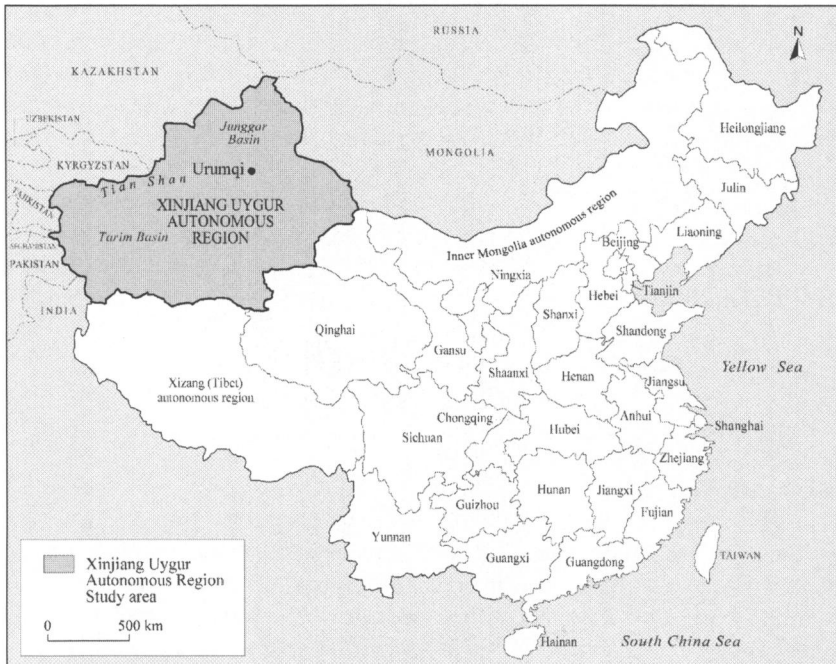 RUSSIA
N
KAZAKHSTAN
UZBEKISTAN
Junggar
Basin
Heilongjiang
MONGOLIA
KYRGYZSTAN
Urumqi
Tian Shan
Julin
XINJIANG UYGUR
AUTONOMOUS
REGION
Tarim Basin
Inner Mongolia autonomous region
Liaoning
Beijing
PAKISTAN
Ningxia
Hebei
Tianjin
INDIA
Shanxi
Qinghai
Shandong
Gansu
Yellow Sea
Shaanxi
Henan
Jiangsu
Xizang (Tibet)
autonomous region
Chongqing
Anhui
Shanghai
Sichuan
Hubei
Zhejiang
Hunan
Jiangxi
Guizhou
Fujian
Yunnan
TAIWAN
Guangxi
Guangdong
Xinjiang Uygur
Autonomous Region
Study area
0 500 km
Hainan
South China Sea